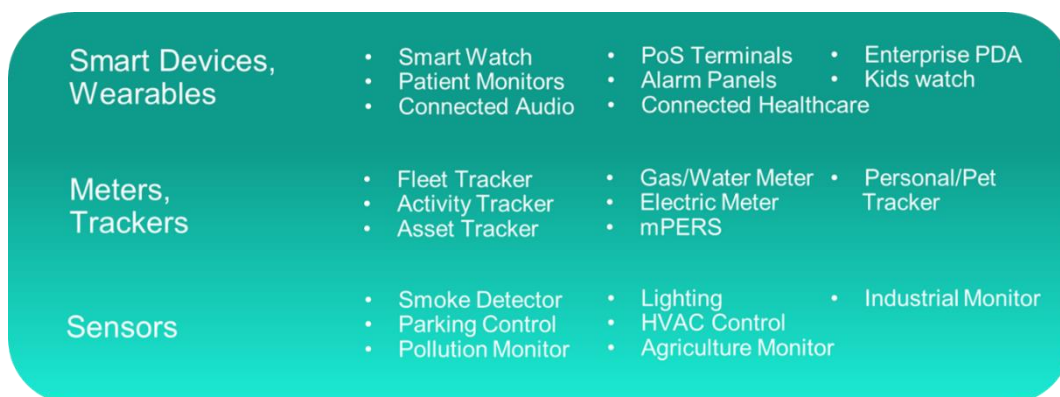 Smart Devices,
Wearables
• Smart Watch
• Patient Monitors
• Connected Audio
• PoS Terminals
• Alarm Panels
• Connected Healthcare
• Enterprise PDA
• Kids watch
Meters,
Trackers
• Fleet Tracker
• Activity Tracker
• Asset Tracker
• Gas/Water Meter
• Electric Meter
• mPERS
• Personal/Pet
Tracker
Sensors
• Smoke Detector
• Parking Control
• Pollution Monitor
• Lighting
• HVAC Control
• Agriculture Monitor
• Industrial Monitor